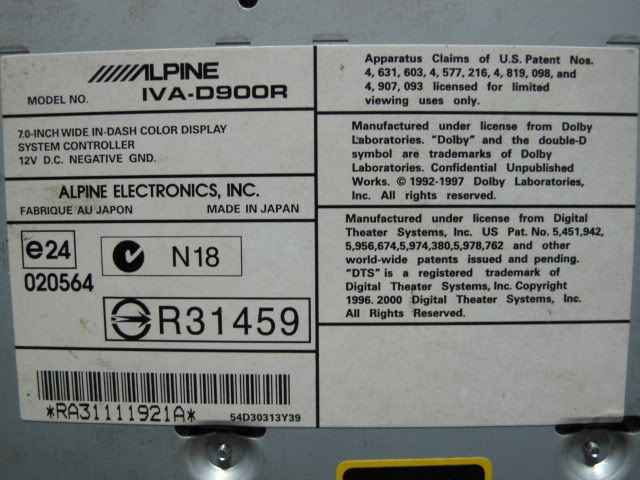 ALPINE
MODEL NO. IVA-D900R
7.0-INCH WIDE IN-DASH COLOR DISPLAY
SYSTEM CONTROLLER
12V D.C. NEGATIVE GND.
ALPINE ELECTRONICS, INC.
FABRIQUE AU JAPON MADE IN JAPAN
e24
020564
N18
R31459
*RA31111921A*
54D30313Y39
Apparatus Claims of U.S. Patent Nos.
4, 631, 603, 4, 577, 216, 4, 819, 098, and
4, 907, 093 licensed for limited
viewing uses only.
Manufactured under license from Dolby
Laboratories. "Dolby" and the double-D
symbol are trademarks of Dolby
Laboratories. Confidential Unpublished
Works. © 1992-1997 Dolby Laboratories,
Inc. All rights reserved.
Manufactured under license from Digital
Theater Systems, Inc. US Pat. No. 5,451,942,
5,956,674,5,974,380,5,978,762 and other
world-wide patents issued and pending.
"DTS" is a registered trademark of
Digital Theater Systems, Inc. Copyright
1996. 2000 Digital Theater Systems, Inc.
All Rights Reserved.